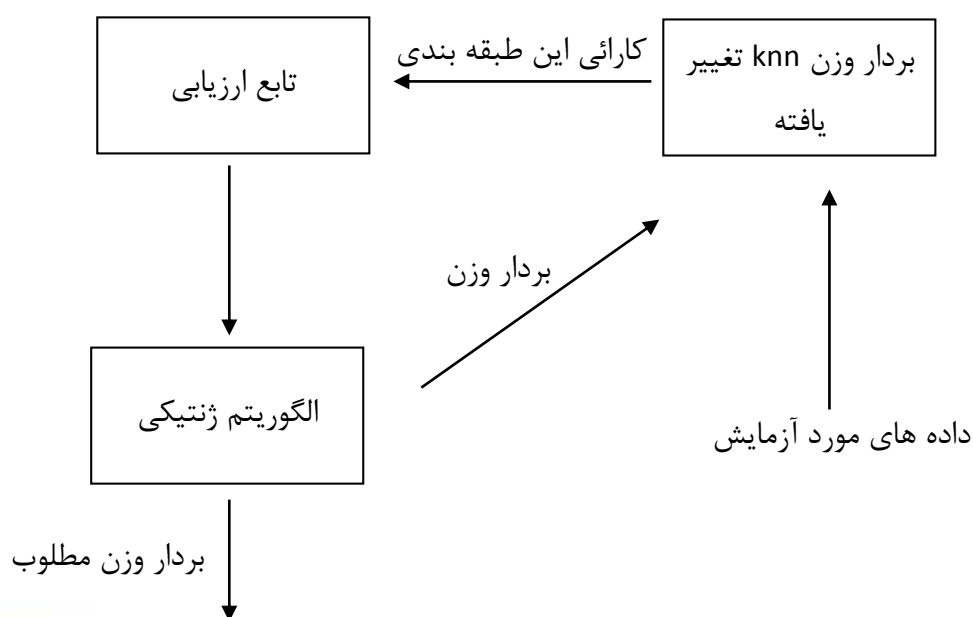 بردار وزن knn تغییر
یافته
کارائی این طبقه بندی
تابع ارزیابی
بردار وزن
الگوریتم ژنتیکی
داده های مورد آزمایش
بردار وزن مطلوب